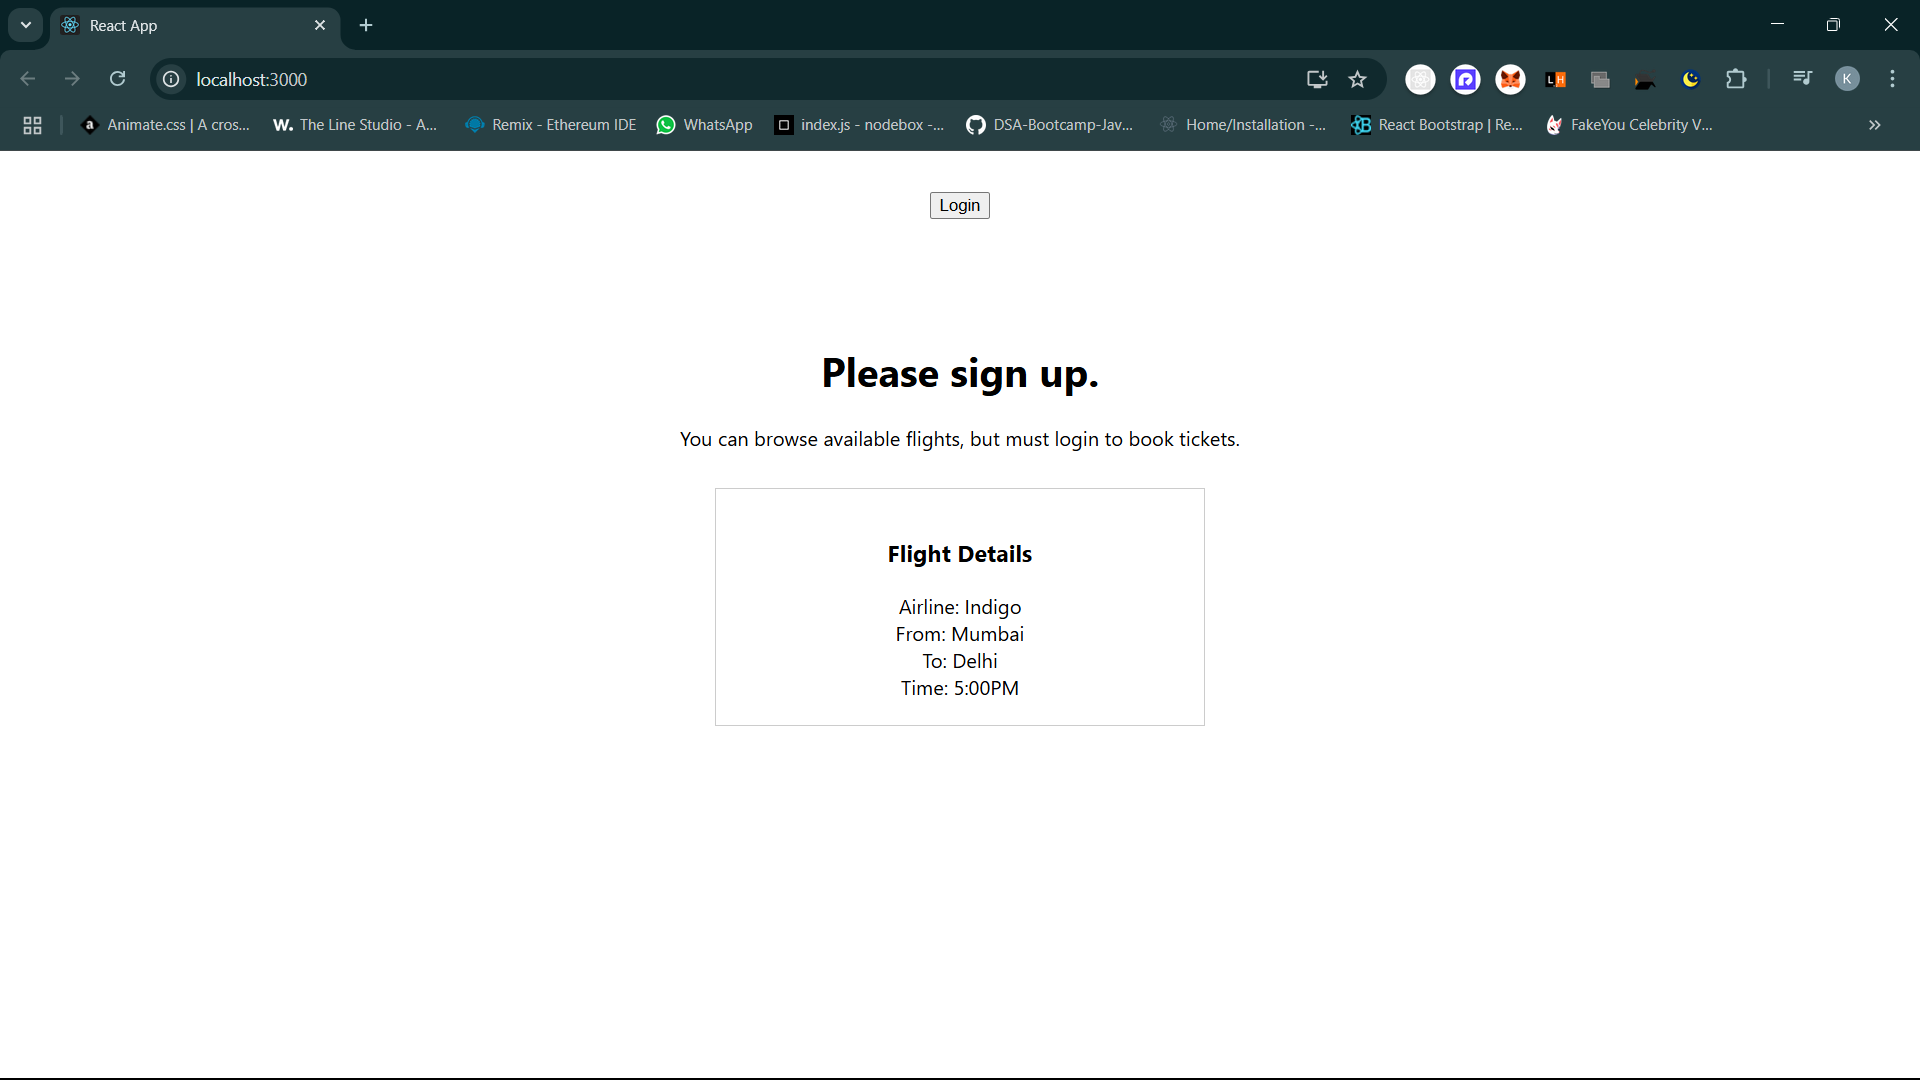 React App
localhost:3000
K
a Animate.css | A cros...
W. The Line Studio - A...
Remix - Ethereum IDE
WhatsApp
index.js - nodebox -...
DSA-Bootcamp-Jav...
Home/Installation -...
React Bootstrap | Re...
FakeYou Celebrity V...
Login
Please sign up.
You can browse available flights, but must login to book tickets.
Flight Details
Airline: Indigo
From: Mumbai
To: Delhi
Time: 5:00PM